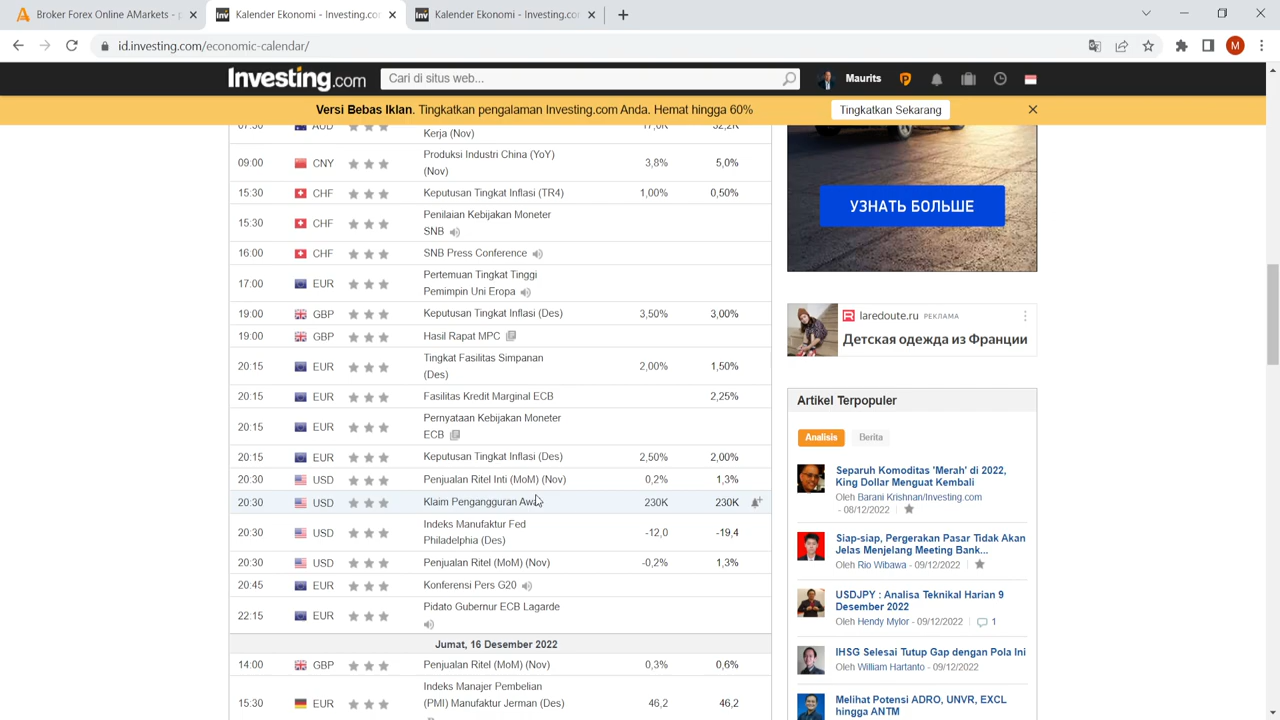 Broker Forex Online AMarkets - p
Kalender Ekonomi - Investing.com
Kalender Ekonomi - Investing.com
id.investing.com/economic-calendar/
M
Investing.com
Cari di situs web...
Maurits
Versi Bebas Iklan. Tingkatkan pengalaman Investing.com Anda. Hemat hingga 60%
Tingkatkan Sekarang
Kerja (Nov)
09:00 CNY Produksi Industri China (YoY) 3,8% 5,0%
(Nov)
15:30 CHF Keputusan Tingkat Inflasi (TR4) 1,00% 0,50%
15:30 CHF Penilaian Kebijakan Moneter
SNB
16:00 CHF SNB Press Conference
17:00 EUR Pertemuan Tingkat Tinggi
Pemimpin Uni Eropa
19:00 GBP Keputusan Tingkat Inflasi (Des) 3,50% 3,00%
19:00 GBP Hasil Rapat MPC
20:15 EUR Tingkat Fasilitas Simpanan 2,00% 1,50%
(Des)
20:15 EUR Fasilitas Kredit Marginal ECB 2,25%
20:15 EUR Pernyataan Kebijakan Moneter
ECB
20:15 EUR Keputusan Tingkat Inflasi (Des) 2,50% 2,00%
20:30 USD Penjualan Ritel Inti (MoM) (Nov) 0,2% 1,3%
20:30 USD Klaim Pengangguran Awal 230K 230K
20:30 USD Indeks Manufaktur Fed -12,0 -19,4
Philadelphia (Des)
20:30 USD Penjualan Ritel (MoM) (Nov) -0,2% 1,3%
20:45 EUR Konferensi Pers G20
22:15 EUR Pidato Gubernur ECB Lagarde
Jumat, 16 Desember 2022
14:00 GBP Penjualan Ritel (MoM) (Nov) 0,3% 0,6%
Indeks Manajer Pembelian
15:30 EUR (PMI) Manufaktur Jerman (Des) 46,2 46,2
УЗНАТЬ БОЛЬШЕ
laredoute.ru РЕКЛАМА
Детская одежда из Франции
Artikel Terpopuler
Analisis Berita
Separuh Komoditas 'Merah' di 2022,
King Dollar Menguat Kembali
Oleh Barani Krishnan/Investing.com
- 08/12/2022
Siap-siap, Pergerakan Pasar Tidak Akan
Jelas Menjelang Meeting Bank...
Oleh Rio Wibawa - 09/12/2022
USDJPY : Analisa Teknikal Harian 9
Desember 2022
Oleh Hendy Mylor - 09/12/2022 1
IHSG Selesai Tutup Gap dengan Pola Ini
Oleh William Hartanto - 09/12/2022
Melihat Potensi ADRO, UNVR, EXCL
hingga ANTM